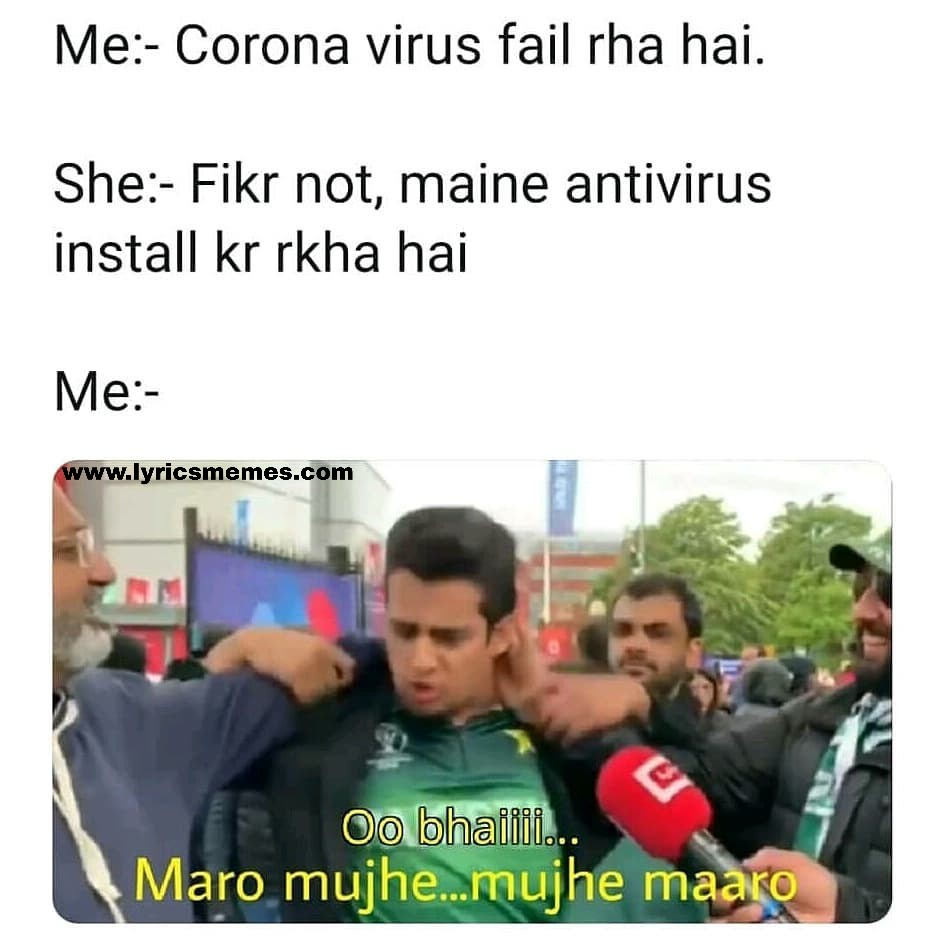 Me:- Corona virus fail rha hai.
She:- Fikr not, maine antivirus
install kr rkha hai
Me:-
www.lyricsmemes.com
Oo bhaiiii...
Maro mujhe...mujhe maaro